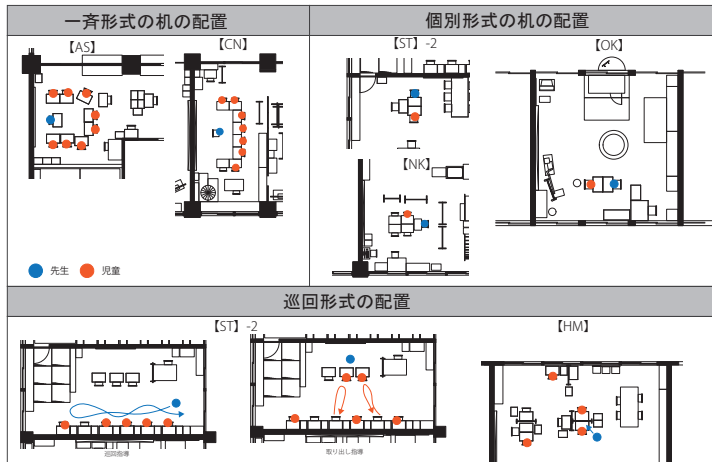 一斉形式の机の配置
個別形式の机の配置
【AS】
【CN】
【ST】-2
【OK】
【NK】
先生
児童
巡回形式の配置
【ST】-2
【HM】
巡回指導
取り出し指導